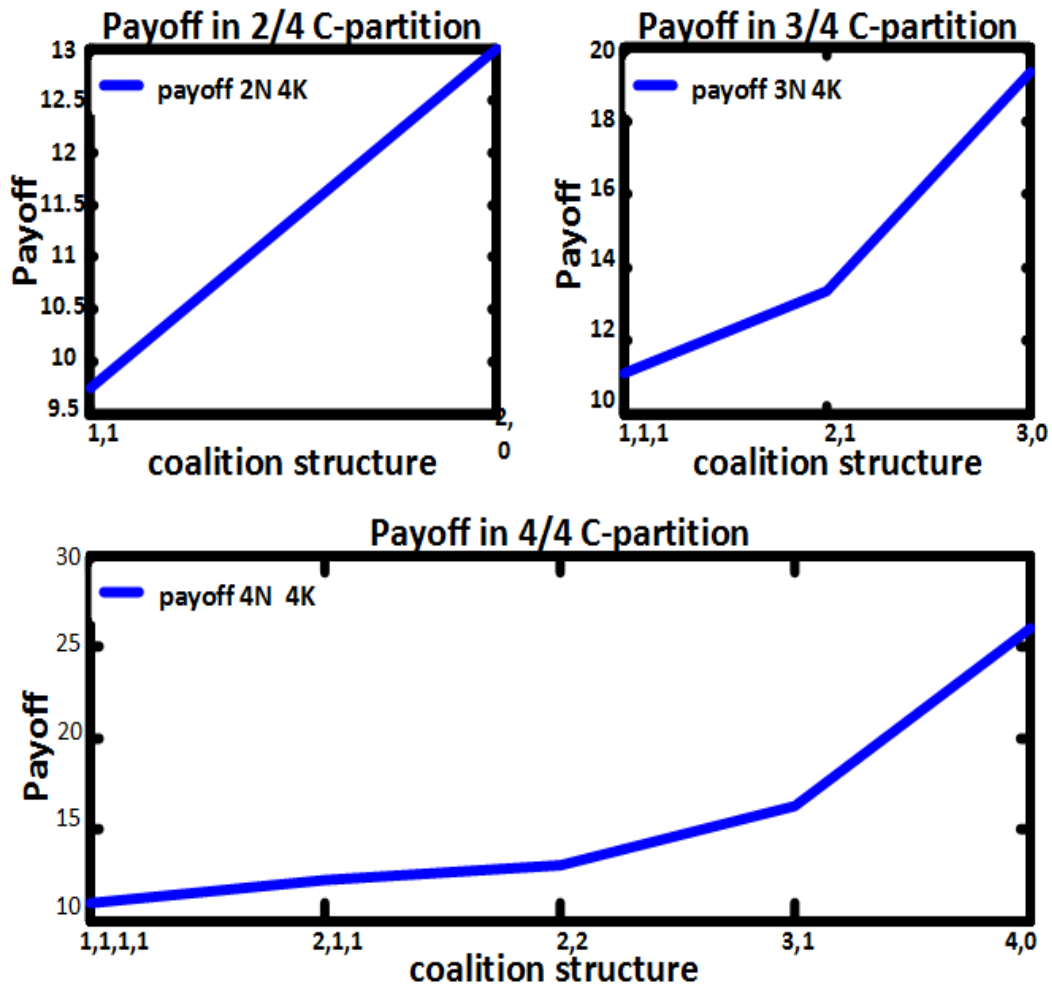 Payoff in 2/4 C-partition
13
12.5
12
11.5
11
10.5
10
9.5
Payoff
payoff 2N 4K
1,1
2,
0
coalition structure
Payoff in 3/4 C-partition
20
18
16
14
12
10
Payoff
payoff 3N 4K
1,1,1
2,1
3,0
coalition structure
Payoff in 4/4 C-partition
30
25
20
15
10
Payoff
payoff 4N 4K
1,1,1,1
2,1,1
2,2
3,1
4,0
coalition structure